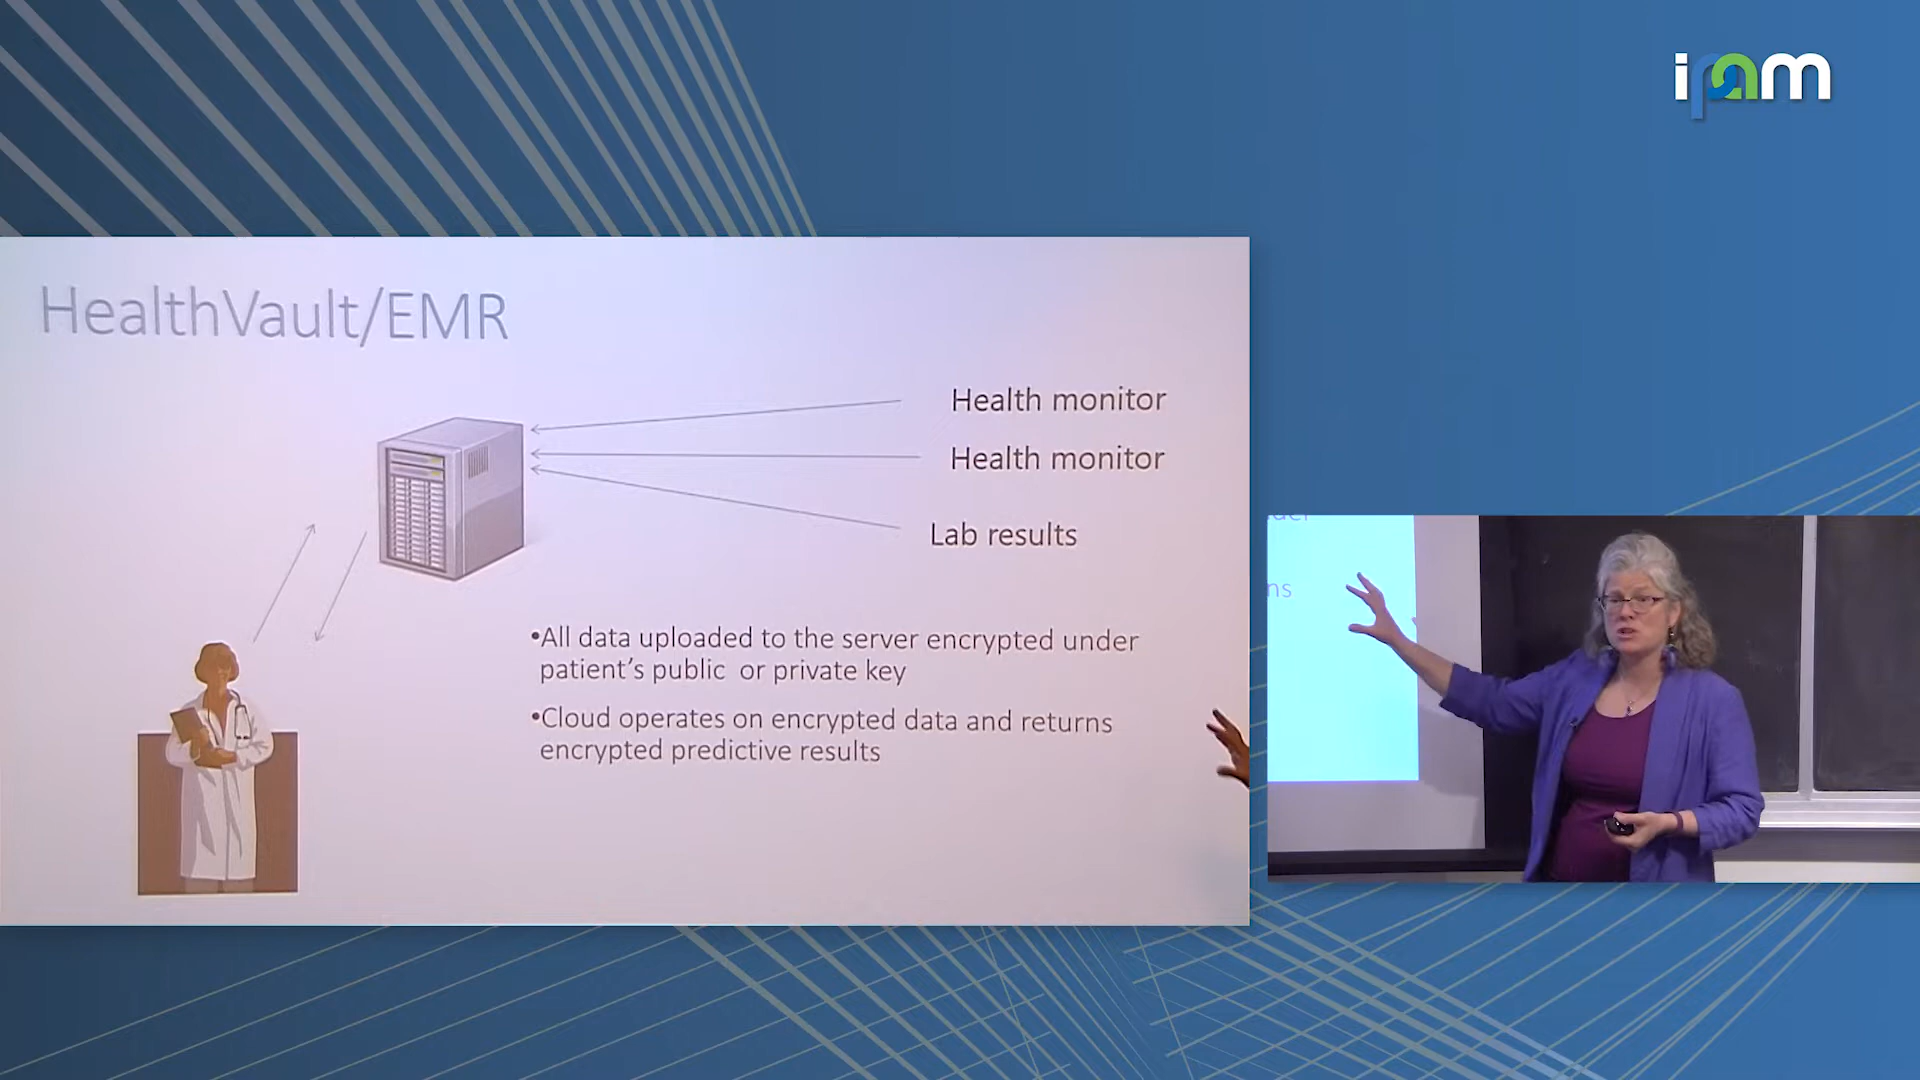 ipam
HealthVault/EMR
Health monitor
Health monitor
Lab results
•All data uploaded to the server encrypted under
patient's public or private key
•Cloud operates on encrypted data and returns
encrypted predictive results
ns